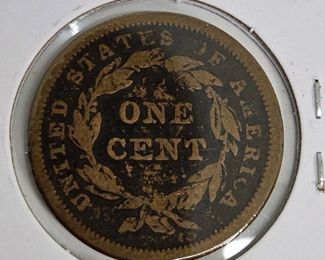 UNITED STATES OF AMERICA
ONE
CENT